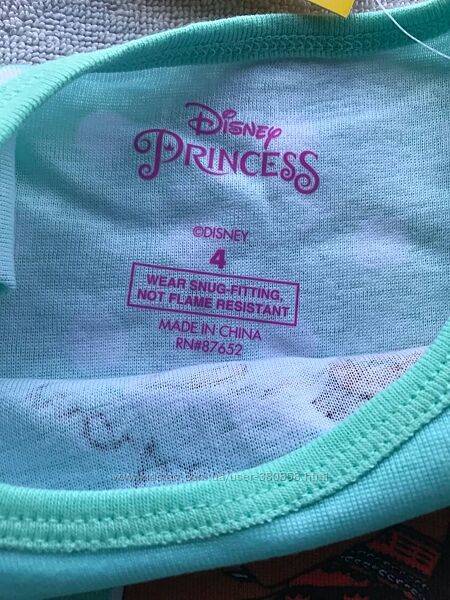 Disney
PRINCESS
©DISNEY
4
WEAR SNUG-FITTING,
NOT FLAME RESISTANT
MADE IN CHINA
RN#87652